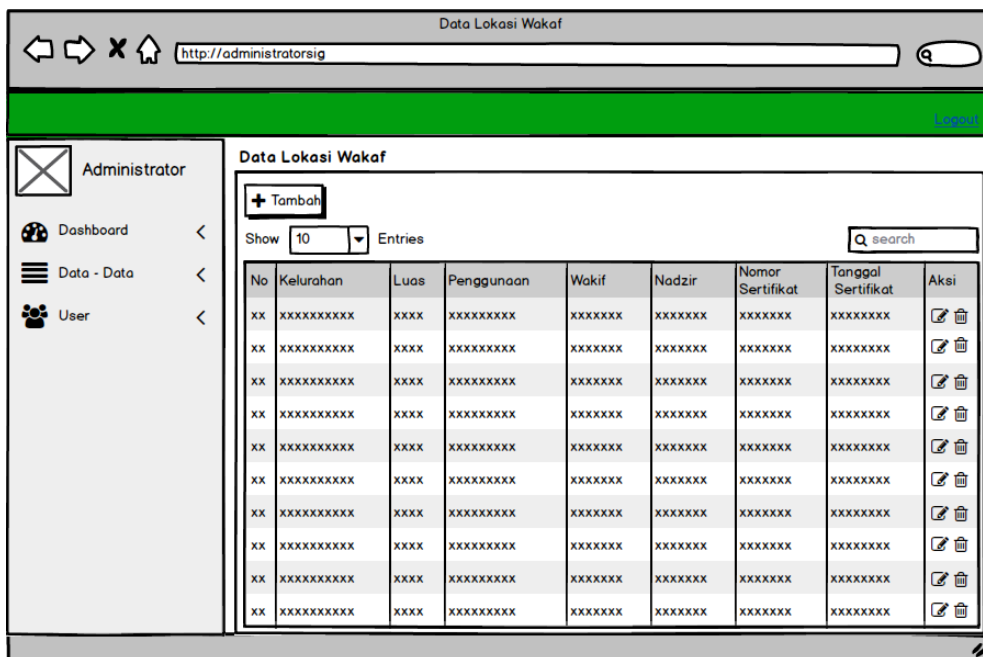 Data Lokasi Wakaf
http://administratorsig
Logout
Administrator
Dashboard
Data - Data
User
Data Lokasi Wakaf
Tambah
Show 10 Entries
search
No Kelurahan Luas Penggunaan Wakif Nadzir Nomor Sertifikat Tanggal Sertifikat Aksi
xx xxxxxxxxxx xxxx xxxxxxxxx xxxxxxx xxxxxxx xxxxxxx xxxxxxxx
xx xxxxxxxxxx xxxx xxxxxxxxx xxxxxxx xxxxxxx xxxxxxx xxxxxxxx
xx xxxxxxxxxx xxxx xxxxxxxxx xxxxxxx xxxxxxx xxxxxxx xxxxxxxx
xx xxxxxxxxxx xxxx xxxxxxxxx xxxxxxx xxxxxxx xxxxxxx xxxxxxxx
xx xxxxxxxxxx xxxx xxxxxxxxx xxxxxxx xxxxxxx xxxxxxx xxxxxxxx
xx xxxxxxxxxx xxxx xxxxxxxxx xxxxxxx xxxxxxx xxxxxxx xxxxxxxx
xx xxxxxxxxxx xxxx xxxxxxxxx xxxxxxx xxxxxxx xxxxxxx xxxxxxxx
xx xxxxxxxxxx xxxx xxxxxxxxx xxxxxxx xxxxxxx xxxxxxx xxxxxxxx
xx xxxxxxxxxx xxxx xxxxxxxxx xxxxxxx xxxxxxx xxxxxxx xxxxxxxx
xx xxxxxxxxxx xxxx xxxxxxxxx xxxxxxx xxxxxxx xxxxxxx xxxxxxxx